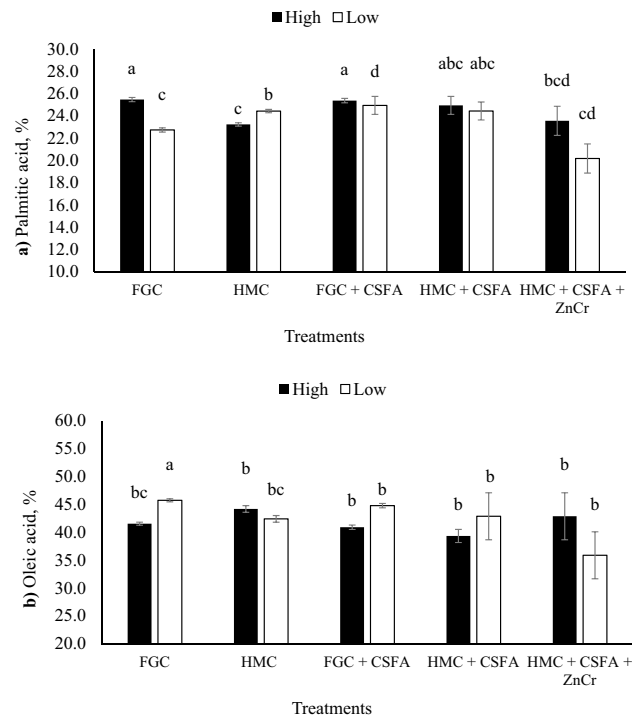 High Low
a) Palmitic acid, %
30.0
28.0
26.0
24.0
22.0
20.0
18.0
16.0
14.0
12.0
10.0
a c c b a d abc abc bcd cd
FGC HMC FGC + CSFA HMC + CSFA HMC + CSFA +
ZnCr
Treatments
High Low
b) Oleic acid, %
60.0
55.0
50.0
45.0
40.0
35.0
30.0
25.0
20.0
bc a b bc b b b b b b
FGC HMC FGC + CSFA HMC + CSFA HMC + CSFA +
ZnCr
Treatments